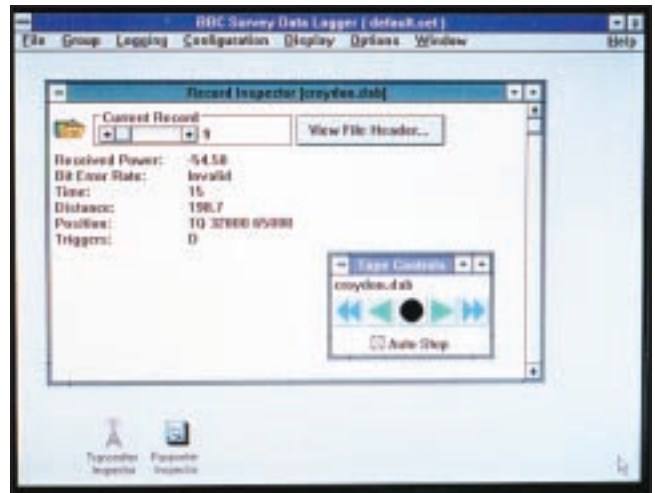 BBC Survey Data Logger ( default.set )
File Group Logging Configuration Display Options Window Help
Record Inspector [croydon.dab]
Current Record
9
View File Header...
Received Power: -54.50
Bit Error Rate: Invalid
Time: 15
Distance: 198.7
Position: TQ 32000 65000
Triggers: 0
Tape Controls
croydon.dab
Auto Stop
Transmitter Inspector
Parameter Inspector